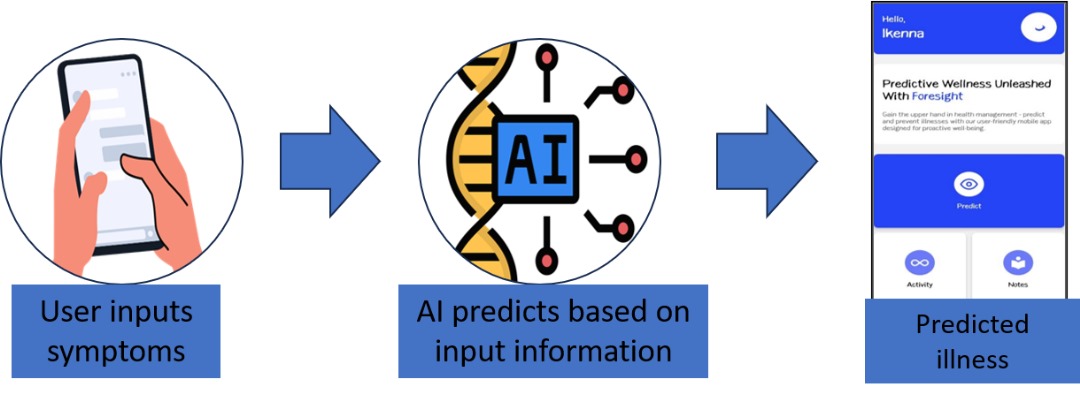 User inputs
symptoms
AI
AI predicts based on
input information
Hello,
Ikenna
Predictive Wellness Unleashed
With Foresight
Gain the upper hand in health management - predict
and prevent illnesses with our user-friendly mobile app
designed for proactive well-being.
Predict
Activity
Notes
Predicted
illness